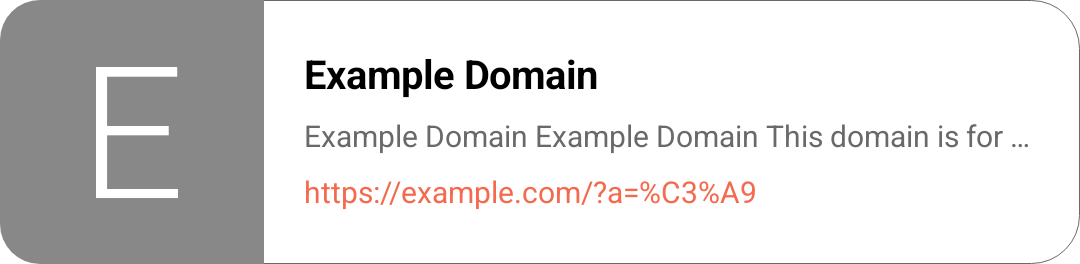 E
Example Domain
Example Domain Example Domain This domain is for ...
https://example.com/?a=%C3%A9